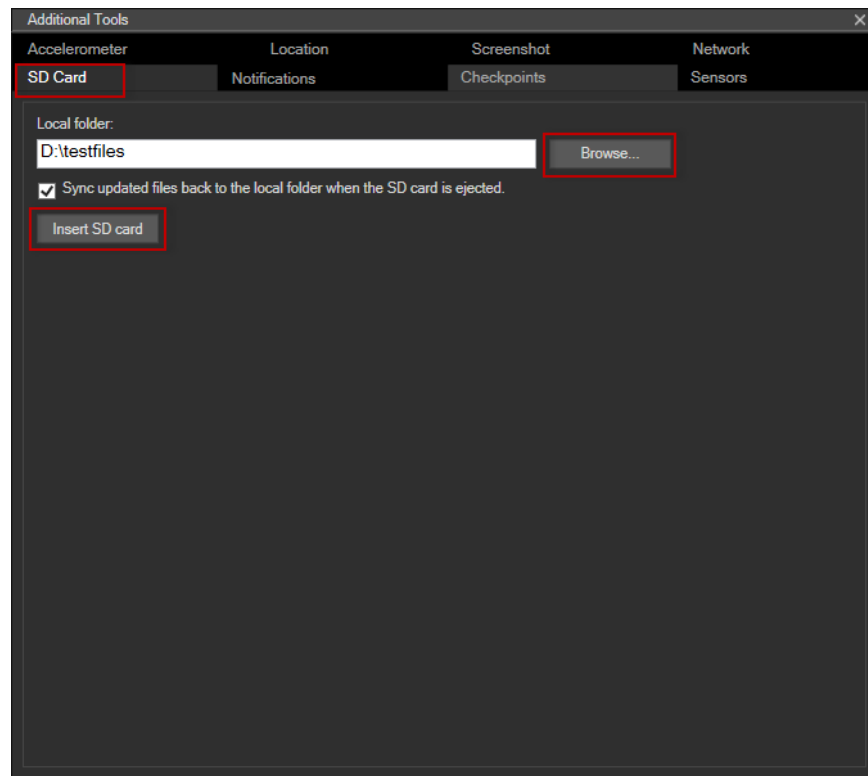 Additional Tools
Accelerometer Location Screenshot Network
SD Card Notifications Checkpoints Sensors
Local folder:
D:\testfiles Browse...
Sync updated files back to the local folder when the SD card is ejected.
Insert SD card